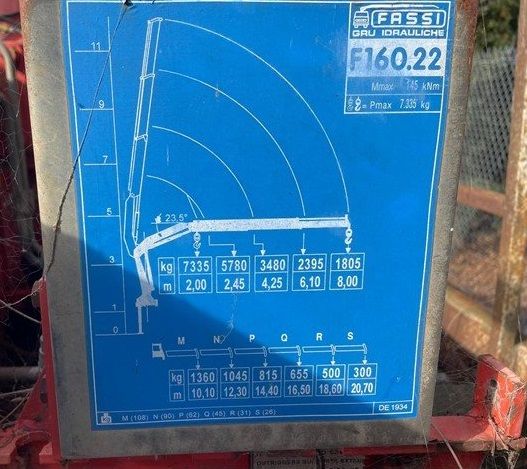 FASSI
GRU IDRAULICHE
F160.22
Mmax 145 kNm
= Pmax 7.335 kg
11
9
7
5
3
1
0
23,5°
kg 7335 5780 3480 2395 1805
m 2,00 2,45 4,25 6,10 8,00
M N P Q R S
kg 1360 1045 815 655 500 300
m 10,10 12,30 14,40 16,50 18,60 20,70
kg M (108) N (90) P (62) Q (45) R (31) S (26)
DE 1934